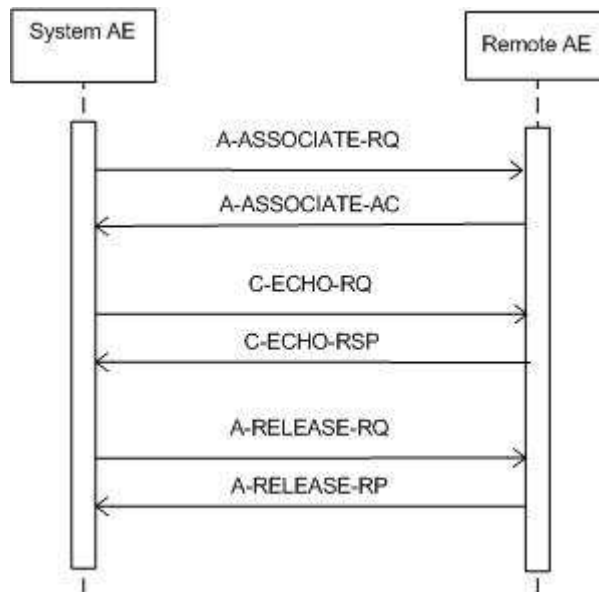 System AE
Remote AE
A-ASSOCIATE-RQ
A-ASSOCIATE-AC
C-ECHO-RQ
C-ECHO-RSP
A-RELEASE-RQ
A-RELEASE-RP